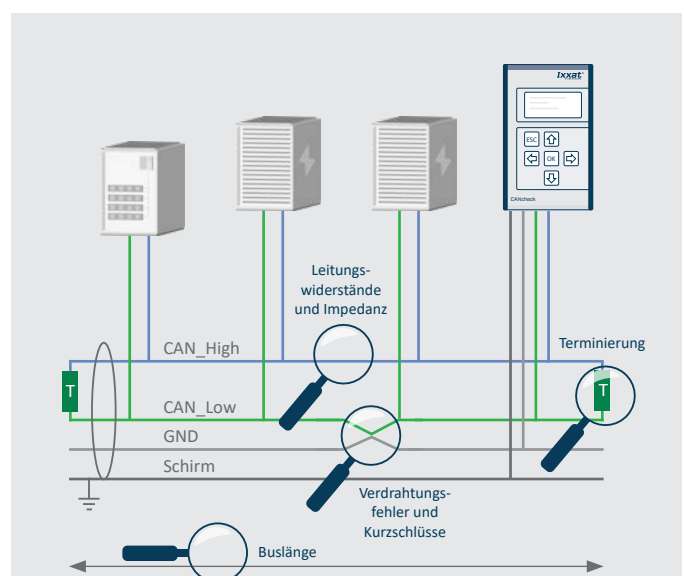 Ixxat
ESC
OK
CANcheck
Leitungs-
widerstände
und Impedanz
CAN_High
Terminierung
T
T
CAN_Low
GND
Schirm
Verdrahtungs-
fehler und
Kurzschlüsse
Buslänge